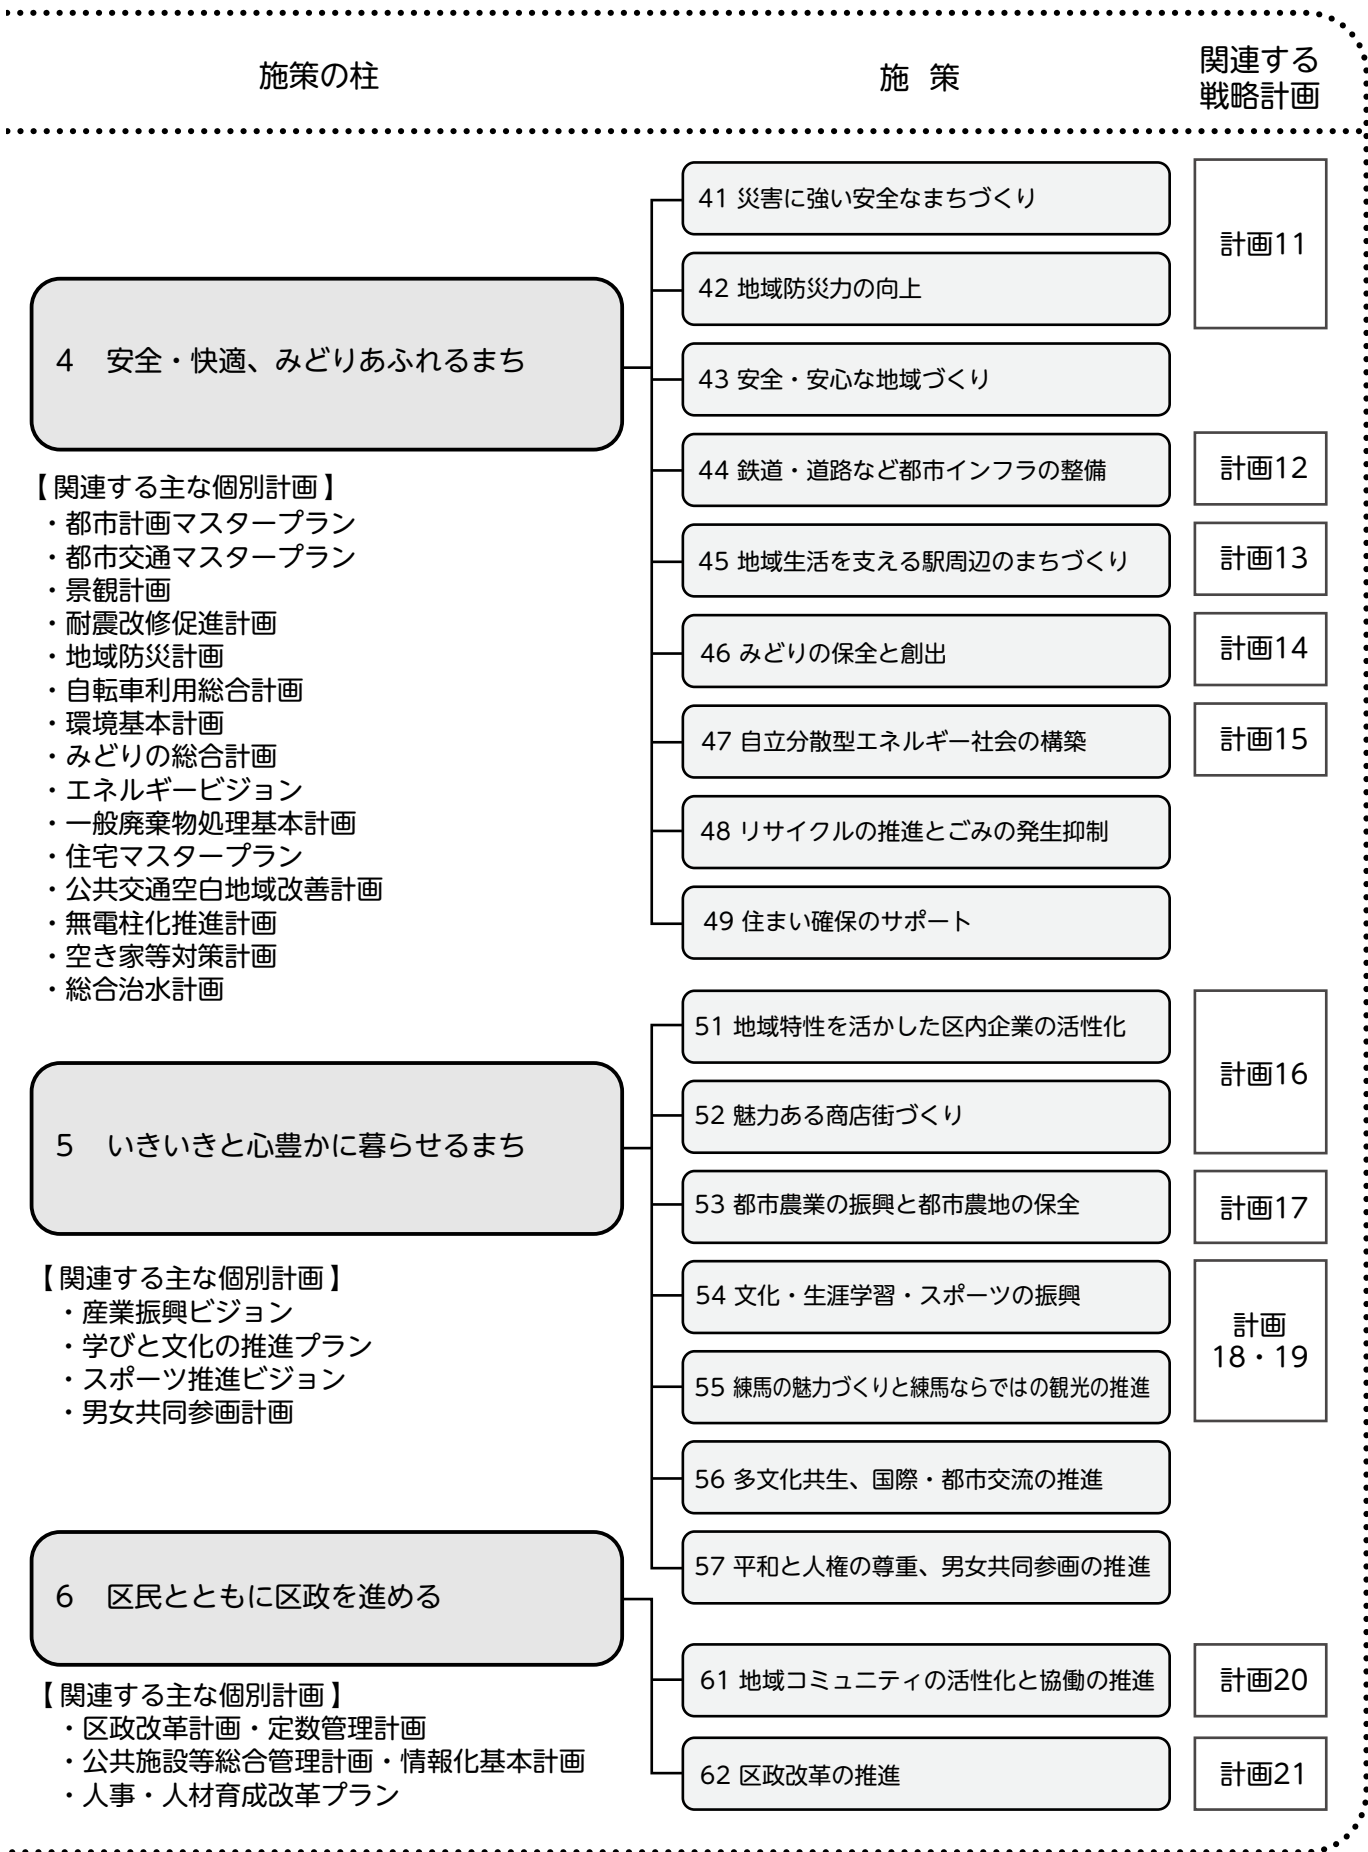 施策の柱
施 策
関連する
戦略計画
4 安全・快適、みどりあふれるまち
【関連する主な個別計画】
・都市計画マスタープラン
・都市交通マスタープラン
・景観計画
・耐震改修促進計画
・地域防災計画
・自転車利用総合計画
・環境基本計画
・みどりの総合計画
・エネルギービジョン
・一般廃棄物処理基本計画
・住宅マスタープラン
・公共交通空白地域改善計画
・無電柱化推進計画
・空き家等対策計画
・総合治水計画
41 災害に強い安全なまちづくり
42 地域防災力の向上
計画11
43 安全・安心な地域づくり
44 鉄道・道路など都市インフラの整備
計画12
45 地域生活を支える駅周辺のまちづくり
計画13
46 みどりの保全と創出
計画14
47 自立分散型エネルギー社会の構築
計画15
48 リサイクルの推進とごみの発生抑制
49 住まい確保のサポート
5 いきいきと心豊かに暮らせるまち
【関連する主な個別計画】
・産業振興ビジョン
・学びと文化の推進プラン
・スポーツ推進ビジョン
・男女共同参画計画
51 地域特性を活かした区内企業の活性化
52 魅力ある商店街づくり
計画16
53 都市農業の振興と都市農地の保全
計画17
54 文化・生涯学習・スポーツの振興
55 練馬の魅力づくりと練馬ならではの観光の推進
計画
18・19
56 多文化共生、国際・都市交流の推進
57 平和と人権の尊重、男女共同参画の推進
6 区民とともに区政を進める
【関連する主な個別計画】
・区政改革計画・定数管理計画
・公共施設等総合管理計画・情報化基本計画
・人事・人材育成改革プラン
61 地域コミュニティの活性化と協働の推進
計画20
62 区政改革の推進
計画21